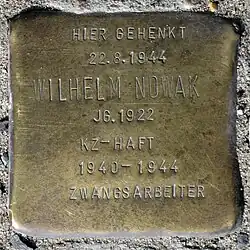 HIER GEHENKT
22.8.1944
WILHELM NOWAK
JG.1922
KZ-HAFT
1940-1944
ZWANGSARBEITER